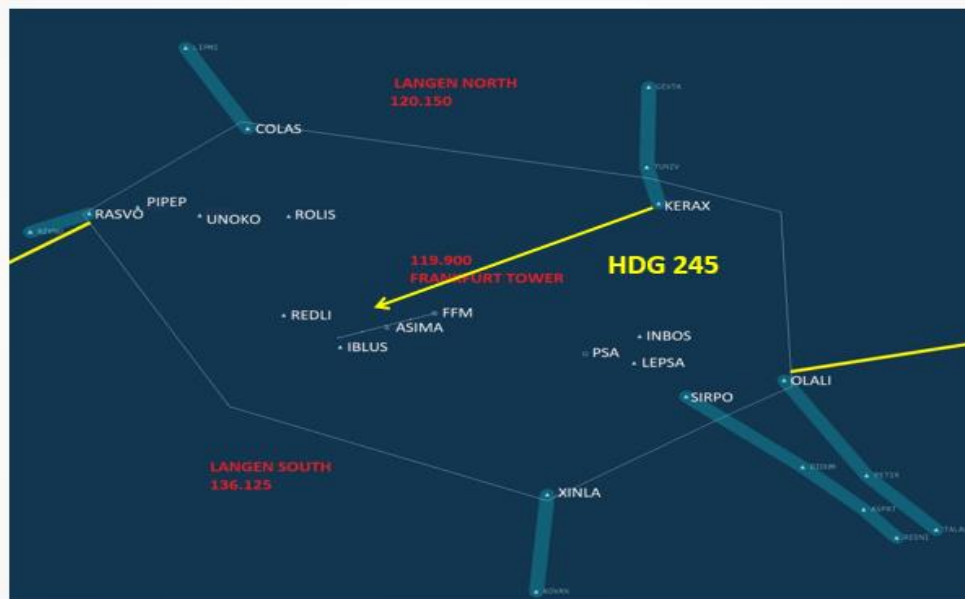 LANGEN NORTH
120.150
COLAS
RASVO
PIPEP
UNOKO
ROLIS
KERAX
119.900
FRANKFURT TOWER
HDG 245
REDLI
FFM
ASIMA
IBLUS
INBOS
PSA
LEPSA
OLALI
SIRPO
LANGEN SOUTH
136.125
XINLA